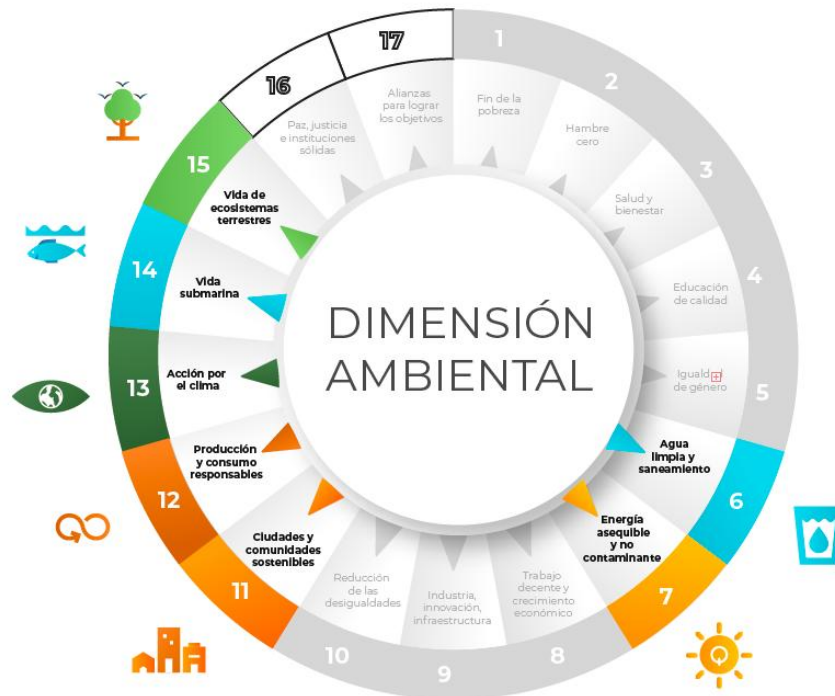 1
Fin de la
pobreza
2
Hambre
cero
3
Salud y
bienestar
4
Educación
de calidad
5
de género
6
Agua
limpia y
saneamiento
7
Energía
asequible
y no
contaminante
8
Trabajo
decente y
crecimiento
económico
9
Industria,
innovación,
infraestructura
10
Reducción
de las
desigualdades
11
Ciudades y
comunidades
sostenibles
12
Producción
y consumo
responsables
13
Acción por
el clima
14
Vida
submarina
15
Vida de
ecosistemas
terrestres
16
Paz, justicia
e instituciones
sólidas
17
Alianzas
para lograr
los objetivos
DIMENSIÓN
AMBIENTAL